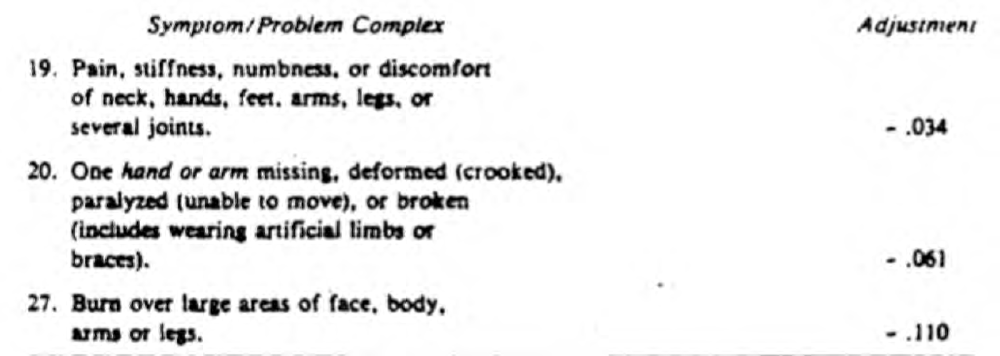 Symptom/Problem Complex Adjustment
19. Pain, stiffness, numbness, or discomfort
of neck, hands, feet, arms, legs, or
several joints. - .034
20. One hand or arm missing, deformed (crooked),
paralyzed (unable to move), or broken
(includes wearing artificial limbs or
braces). - .061
27. Burn over large areas of face, body,
arms or legs. - .110